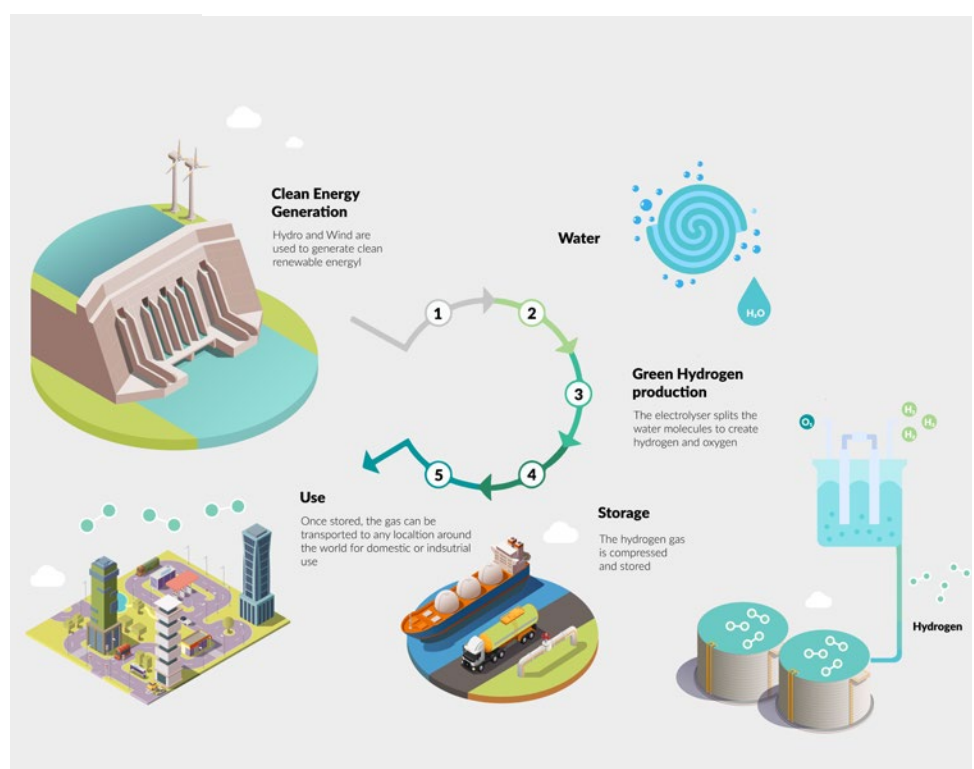 Clean Energy
Generation
Hydro and Wind are
used to generate clean
renewable energyl
Water
H₂O
1
2
3
4
5
Green Hydrogen
production
The electrolyser splits the
water molecules to create
hydrogen and oxygen
O₂
H₂
H₂
H₂
Use
Once stored, the gas can be
transported to any localtion around
the world for domestic or indsutrial
use
Storage
The hydrogen gas
is compressed
and stored
Hydrogen